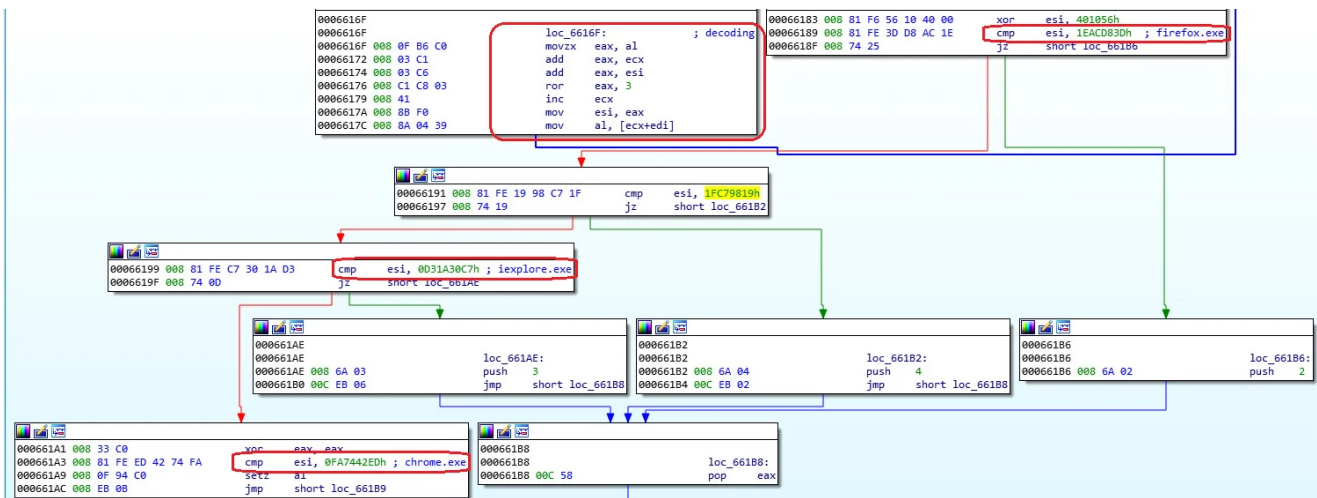 0006616F
0006616F loc_6616F: ; decoding
0006616F 008 0F B6 C0 movzx eax, al
00066172 008 03 C1 add eax, ecx
00066174 008 03 C6 add eax, esi
00066176 008 C1 C8 03 ror eax, 3
00066179 008 41 inc ecx
0006617A 008 8B F0 mov esi, eax
0006617C 008 8A 04 39 mov al, [ecx+edi]
00066183 008 81 F6 56 10 40 00 xor esi, 401056h
00066189 008 81 FE 3D D8 AC 1E cmp esi, 1EACD83Dh ; firefox.exe
0006618F 008 74 25 jz short loc_661B6
00066191 008 81 FE 19 98 C7 1F cmp esi, 1FC79819h
00066197 008 74 19 jz short loc_661B2
00066199 008 81 FE C7 30 1A D3 cmp esi, 0D31A30C7h ; iexplore.exe
0006619F 008 74 0D jz short loc_661AE
000661AE
000661AE loc_661AE:
000661AE 008 6A 03 push 3
000661B0 00C EB 06 jmp short loc_661B8
000661B2
000661B2 loc_661B2:
000661B2 008 6A 04 push 4
000661B4 00C EB 02 jmp short loc_661B8
000661B6
000661B6 loc_661B6:
000661B6 008 6A 02 push 2
000661A1 008 33 C0 xor eax, eax
000661A3 008 81 FE ED 42 74 FA cmp esi, 0FA7442EDh ; chrome.exe
000661A9 008 0F 94 C0 setz al
000661AC 008 EB 0B jmp short loc_661B9
000661B8
000661B8 loc_661B8:
000661B8 00C 58 pop eax